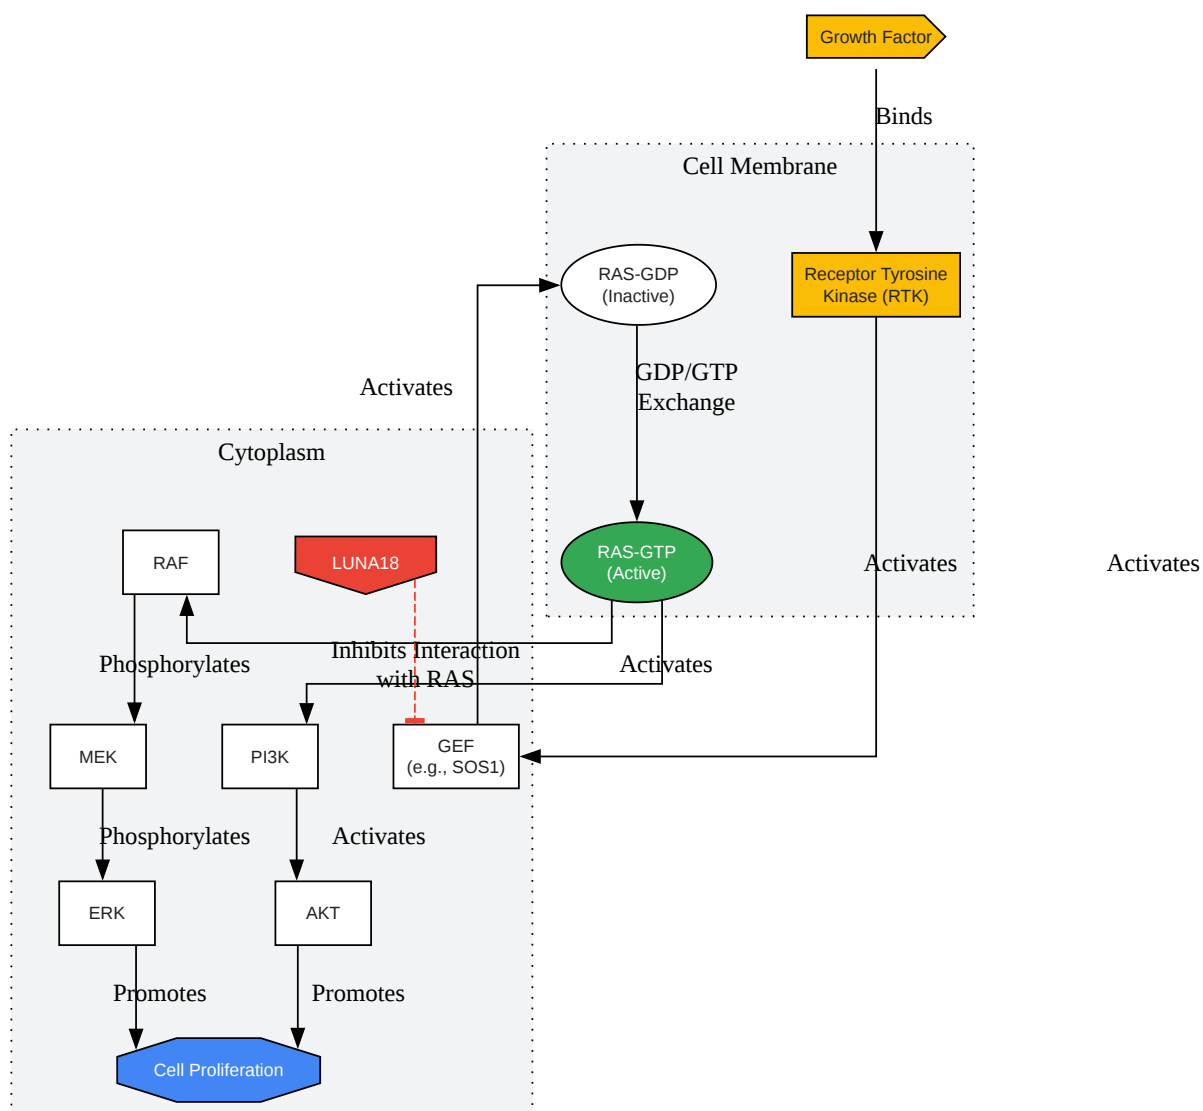 Growth Factor
Binds
Cell Membrane
RAS-GDP
(Inactive)
Receptor Tyrosine
Kinase (RTK)
GDP/GTP
Exchange
Activates
Cytoplasm
RAF
LUNA18
RAS-GTP
(Active)
Activates
Activates
Phosphorylates
Inhibits Interaction
with RAS
Activates
MEK
PI3K
GEF
(e.g., SOS1)
Phosphorylates
Activates
ERK
AKT
Promotes
Promotes
Cell Proliferation